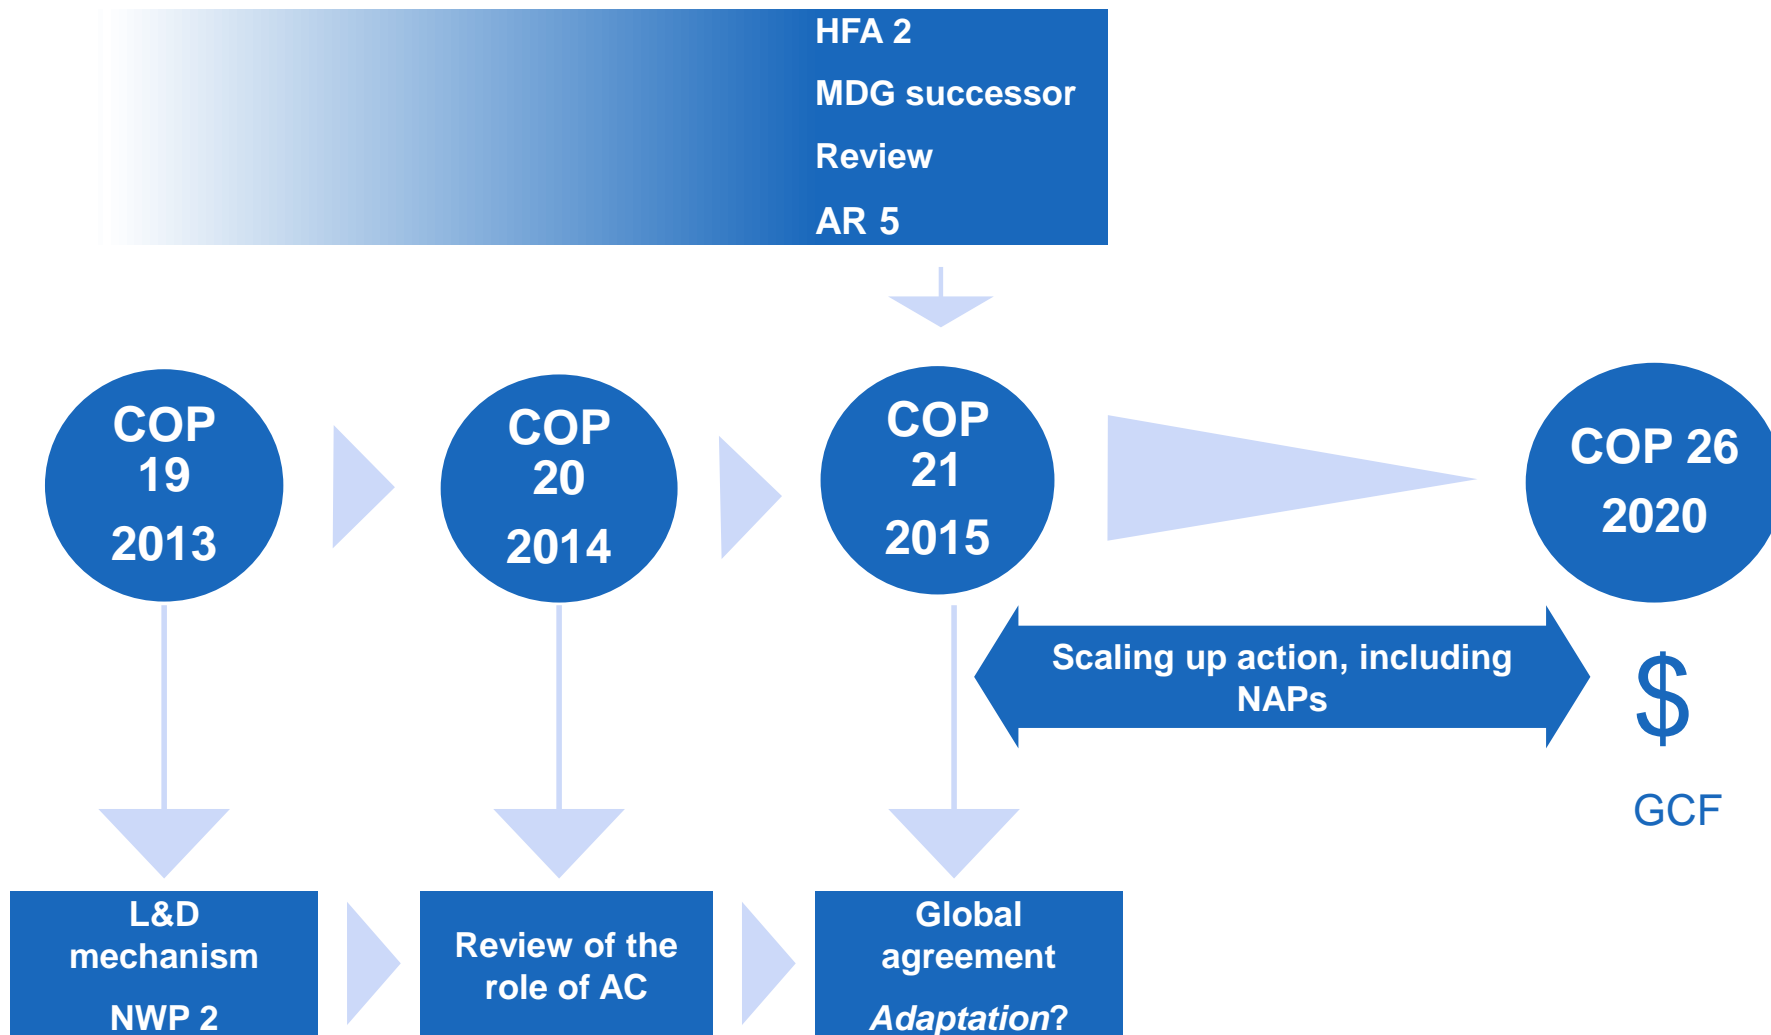 HFA 2
MDG successor
Review
AR 5
COP
19
2013
COP
20
2014
COP
21
2015
COP 26
2020
Scaling up action, including
NAPs
$
GCF
L&D
mechanism
NWP 2
Review of the
role of AC
Global
agreement
Adaptation?